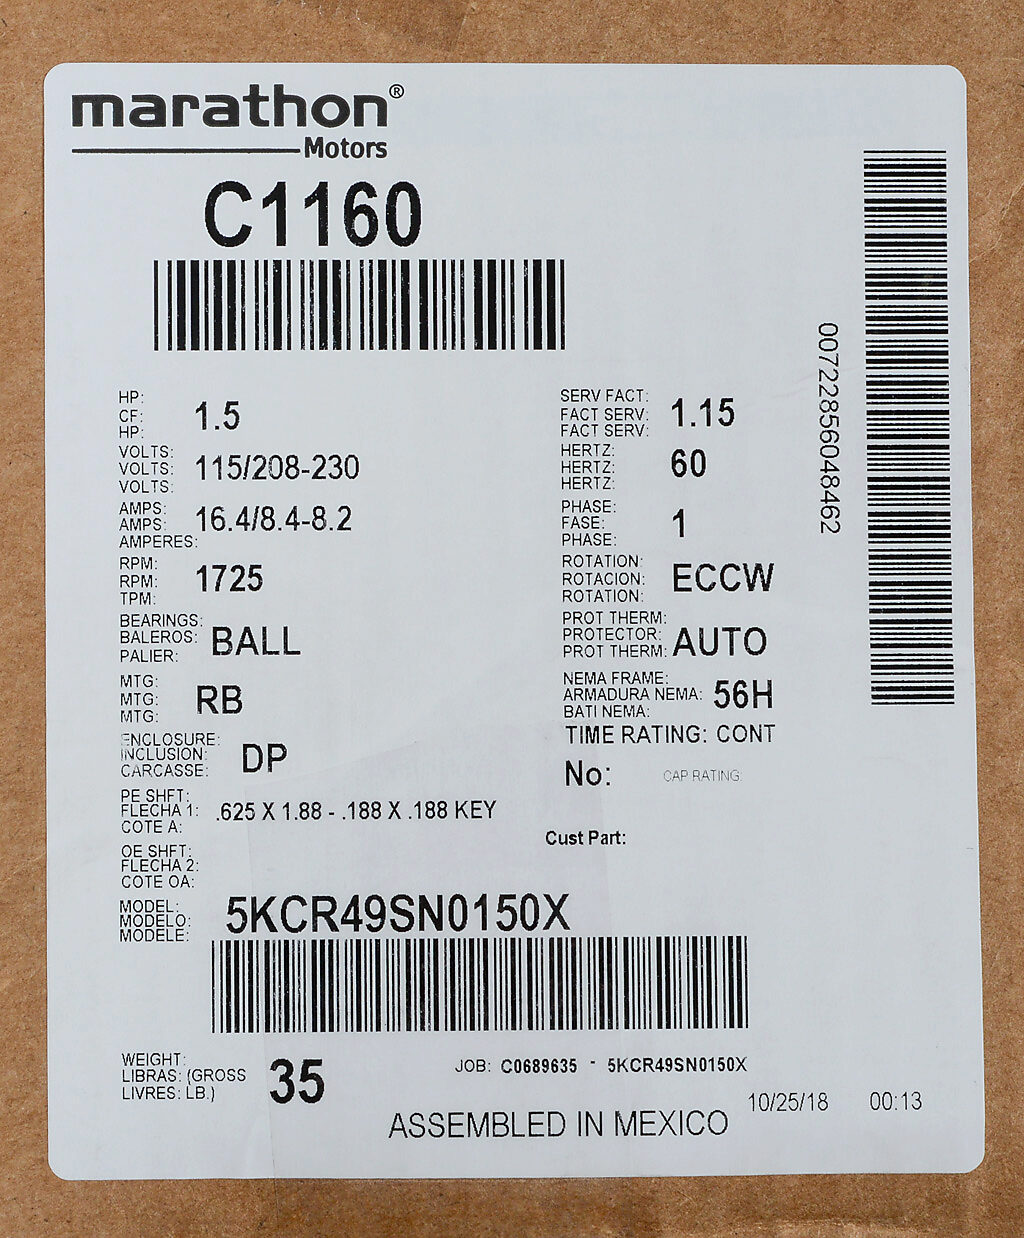 marathon®
Motors
C1160
00722856048462
HP:
CF: 1.5
HP:
SERV FACT:
FACT SERV: 1.15
FACT SERV:
VOLTS:
VOLTS: 115/208-230
VOLTS:
HERTZ:
HERTZ: 60
HERTZ:
AMPS:
AMPS: 16.4/8.4-8.2
AMPERES:
PHASE:
FASE: 1
PHASE:
RPM:
RPM: 1725
TPM:
ROTATION:
ROTACION: ECCW
ROTATION:
BEARINGS:
BALEROS: BALL
PALIER:
PROT THERM:
PROTECTOR: AUTO
PROT THERM:
MTG:
MTG: RB
MTG:
NEMA FRAME:
ARMADURA NEMA: 56H
BATI NEMA:
TIME RATING: CONT
ENCLOSURE:
INCLUSION: DP
CARCASSE:
No: CAP RATING
PE SHFT:
FLECHA 1: .625 X 1.88 - .188 X .188 KEY
COTE A:
Cust Part:
OE SHFT:
FLECHA 2:
COTE OA:
MODEL:
MODELO: 5KCR49SN0150X
MODELE:
WEIGHT:
LIBRAS: (GROSS 35
LIVRES: LB.)
JOB: C0689635 - 5KCR49SN0150X
10/25/18 00:13
ASSEMBLED IN MEXICO